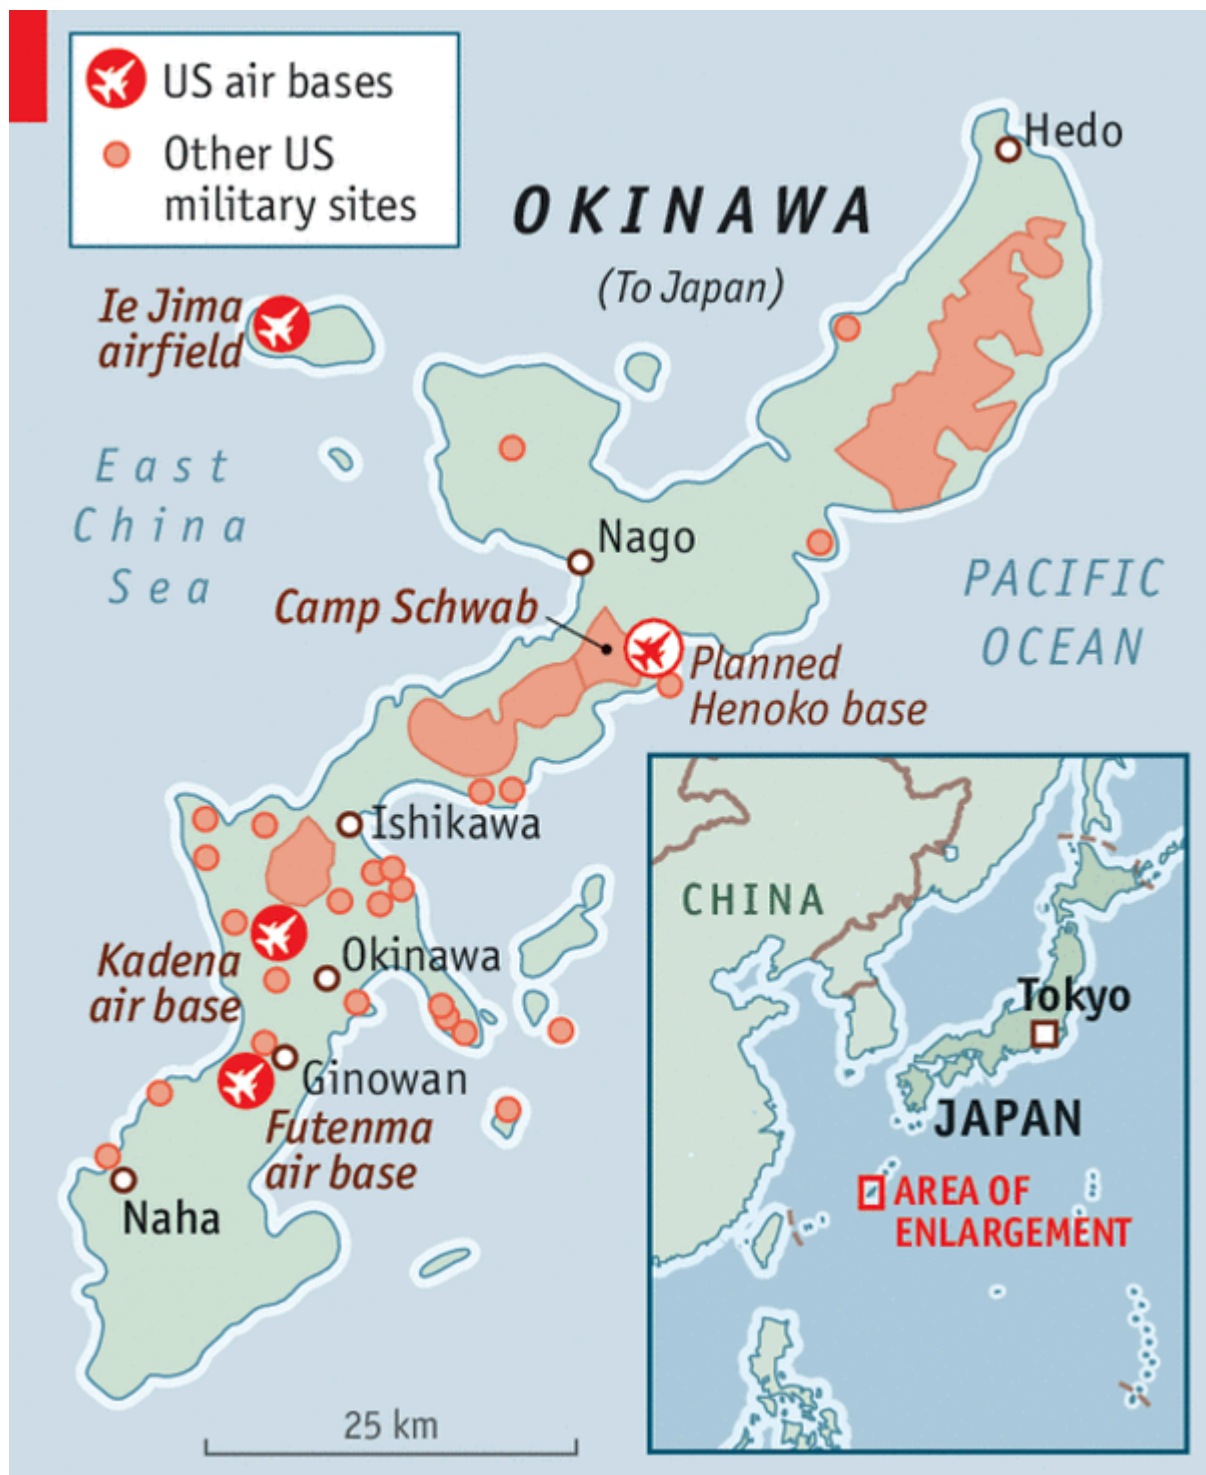 US air bases
Other US
military sites
Hedo
OKINAWA
(To Japan)
Ie Jima
airfield
East
China
Sea
Nago
PACIFIC
OCEAN
Camp Schwab
Planned
Henoko base
Ishikawa
Kadena
air base
Okinawa
Ginowan
Futenma
air base
Naha
25 km
CHINA
Tokyo
JAPAN
AREA OF
ENLARGEMENT